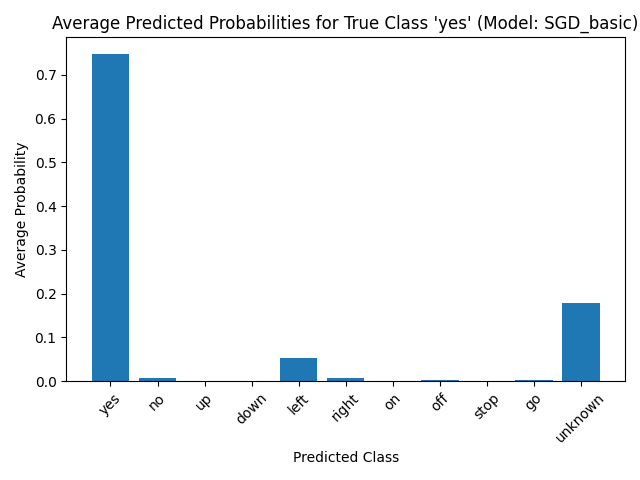 Average Predicted Probabilities for True Class 'yes' (Model: SGD_basic)
Average Probability
0.7
0.6
0.5
0.4
0.3
0.2
0.1
0.0
yes
no
up
down
left
right
on
off
stop
go
unknown
Predicted Class